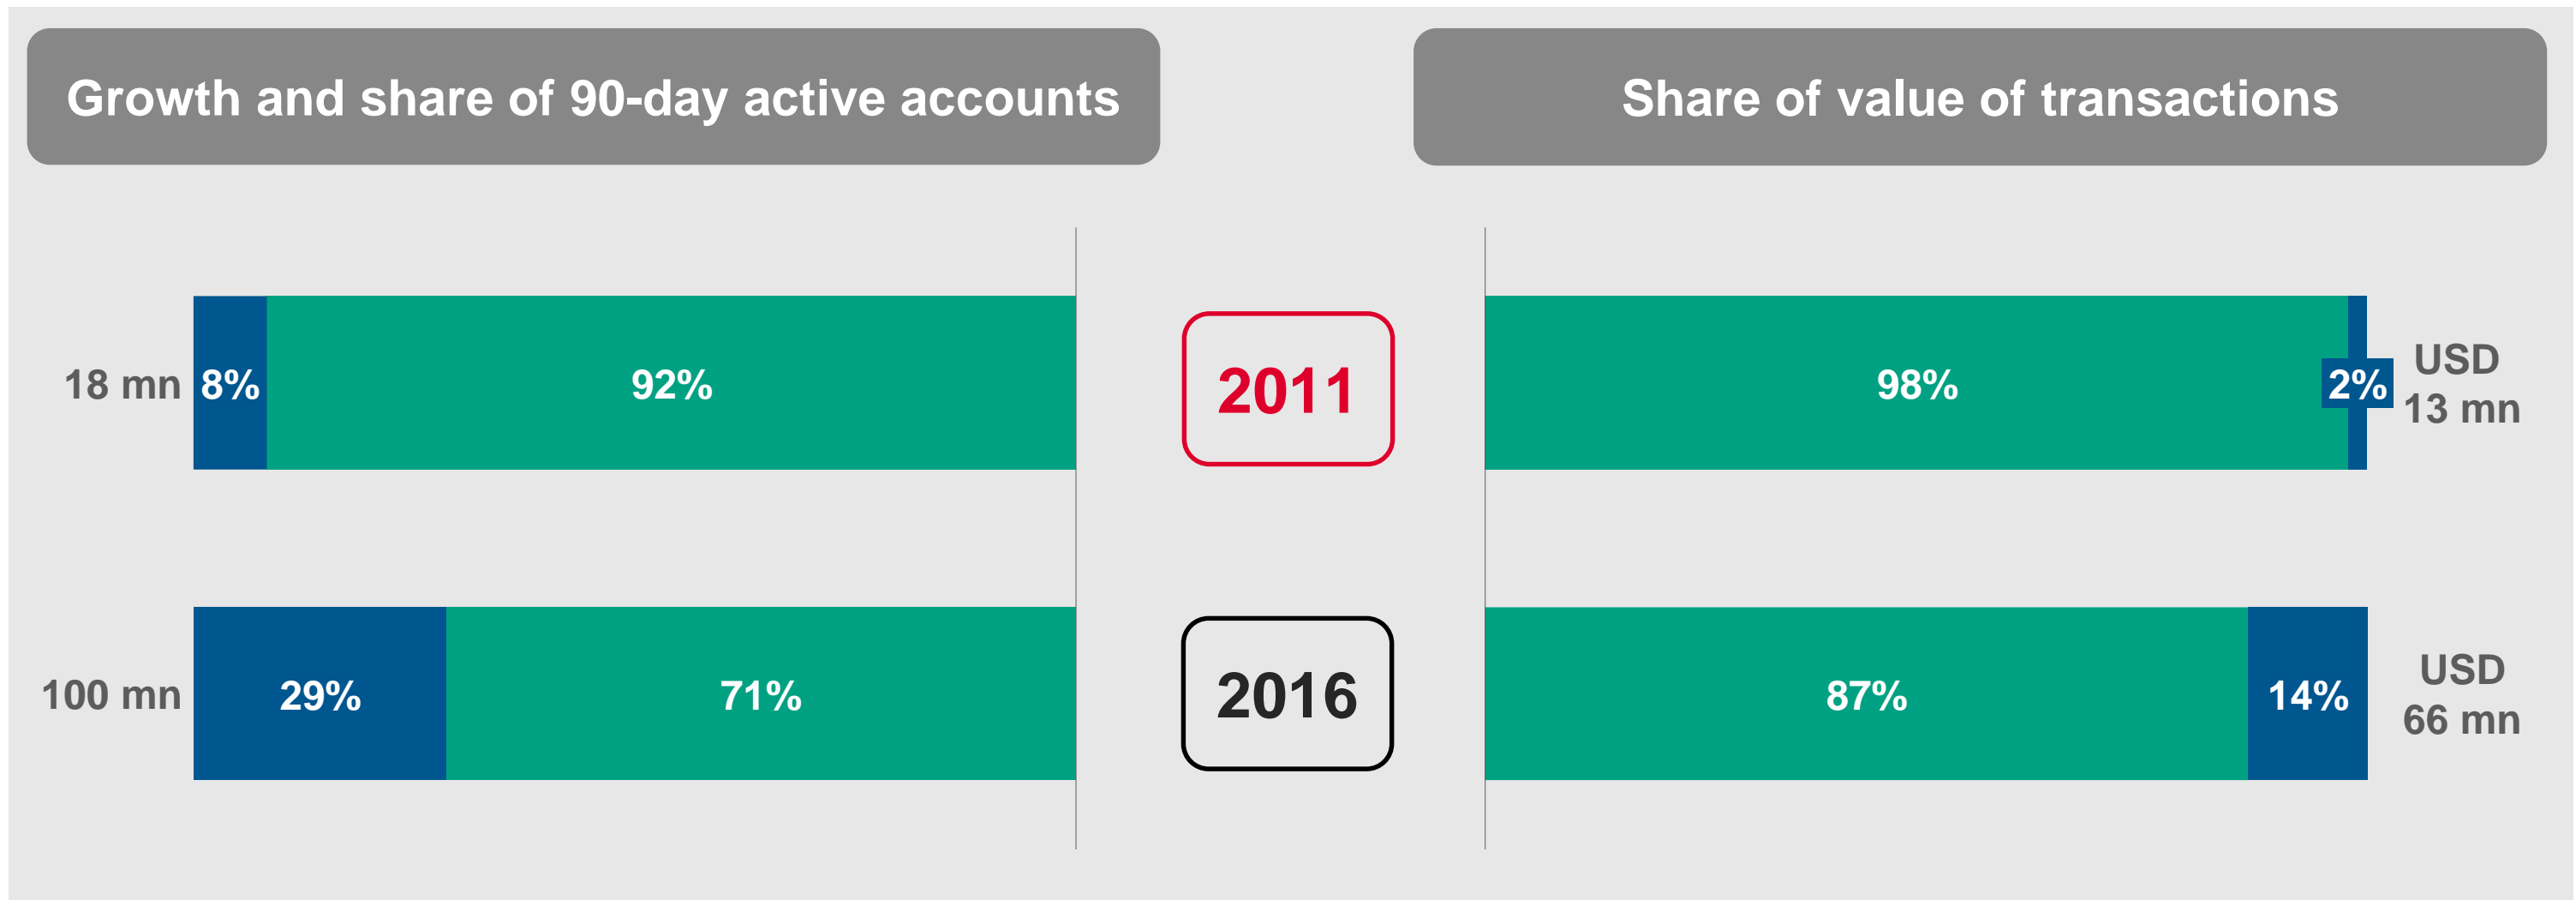 Growth and share of 90-day active accounts
Share of value of transactions
18 mn
8%
92%
2011
98%
2%
USD
13 mn
100 mn
29%
71%
2016
87%
14%
USD
66 mn